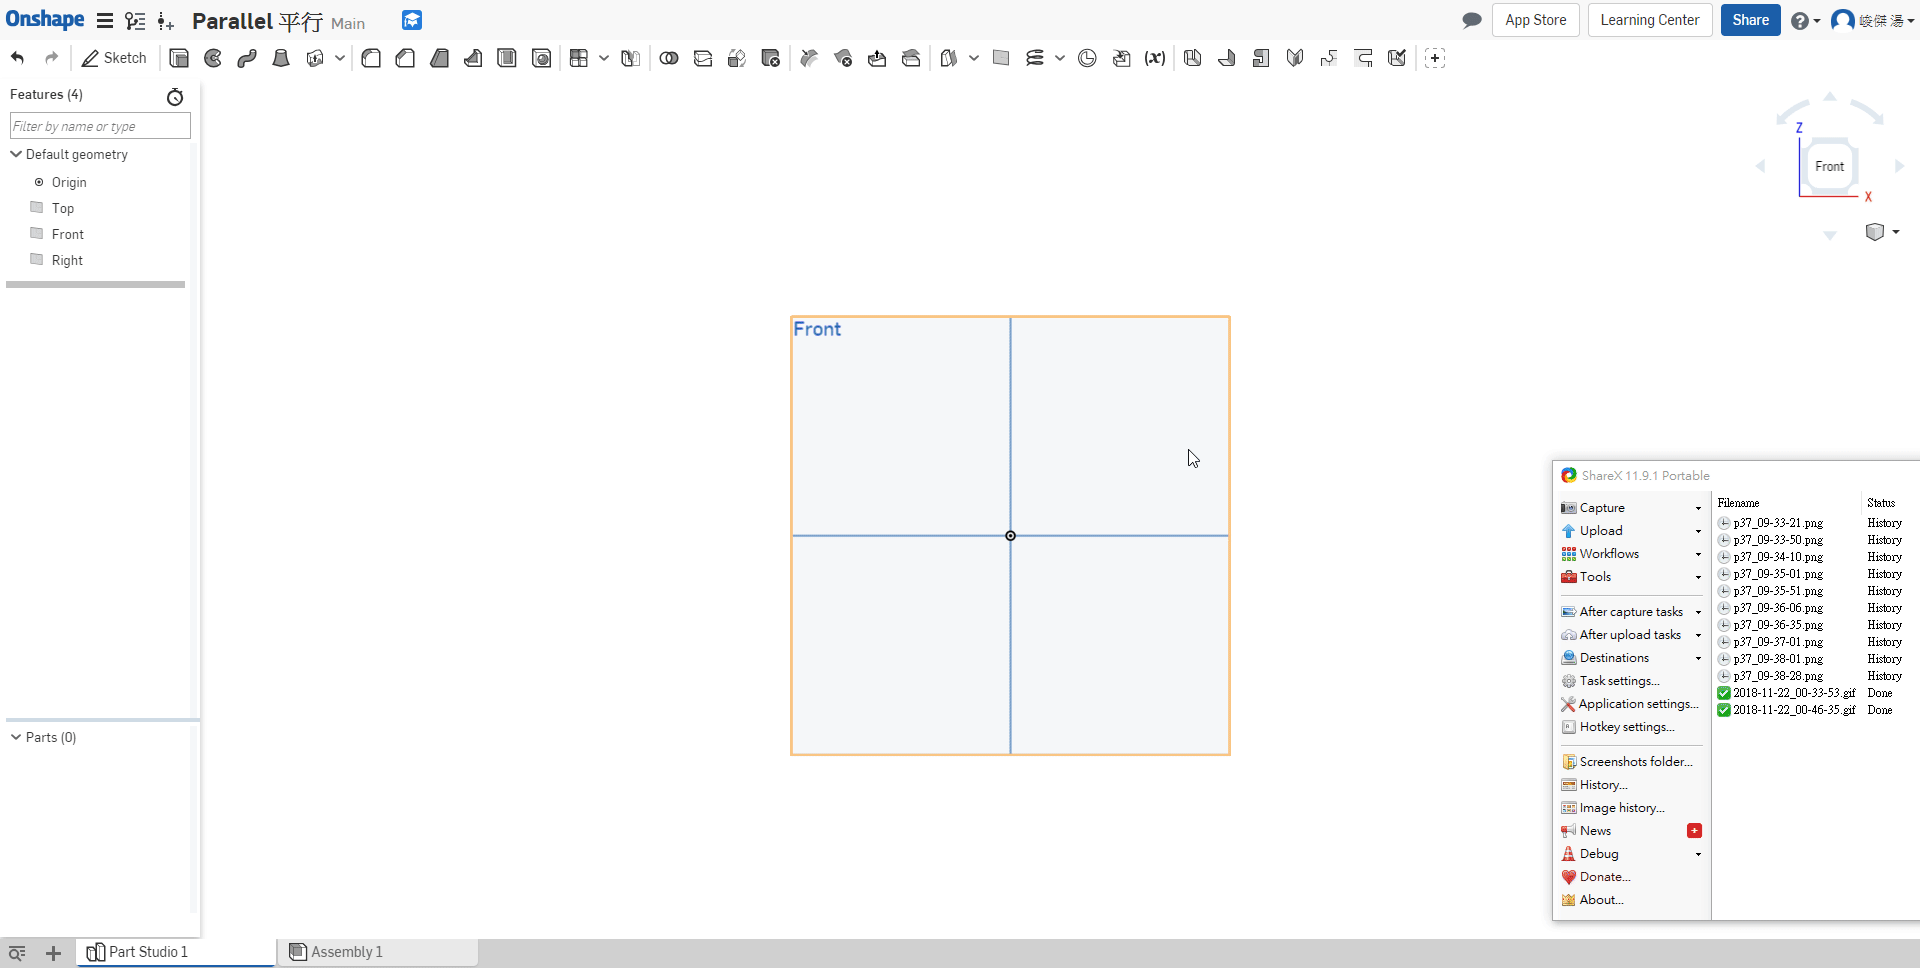 Onshape Parallel 平行 Main App Store Learning Center Share 峻傑 湯
Sketch (x)
Features (4)
Filter by name or type
Default geometry
Origin
Top
Front
Right
Parts (0)
Front
Z
Front
X
ShareX 11.9.1 Portable
Capture
Upload
Workflows
Tools
After capture tasks
After upload tasks
Destinations
Task settings...
Application settings...
Hotkey settings...
Screenshots folder...
History...
Image history...
News
Debug
Donate...
About...
Filename Status
p37_09-33-21.png History
p37_09-33-50.png History
p37_09-34-10.png History
p37_09-35-01.png History
p37_09-35-51.png History
p37_09-36-06.png History
p37_09-36-35.png History
p37_09-37-01.png History
p37_09-38-01.png History
p37_09-38-28.png History
2018-11-22_00-33-53.gif Done
2018-11-22_00-46-35.gif Done
Part Studio 1 Assembly 1